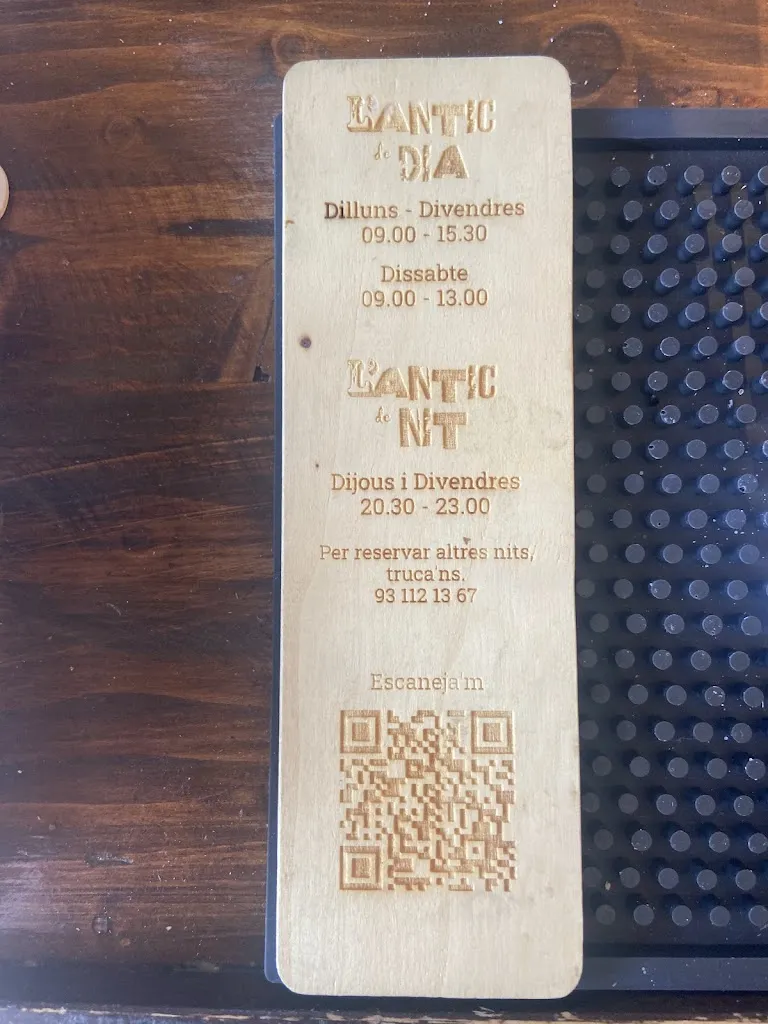 L'ANTIC
de DIA
Dilluns - Divendres
09.00 - 15.30
Dissabte
09.00 - 13.00
L'ANTIC
de NIT
Dijous i Divendres
20.30 - 23.00
Per reservar altres nits,
truca'ns.
93 112 13 67
Escaneja'm